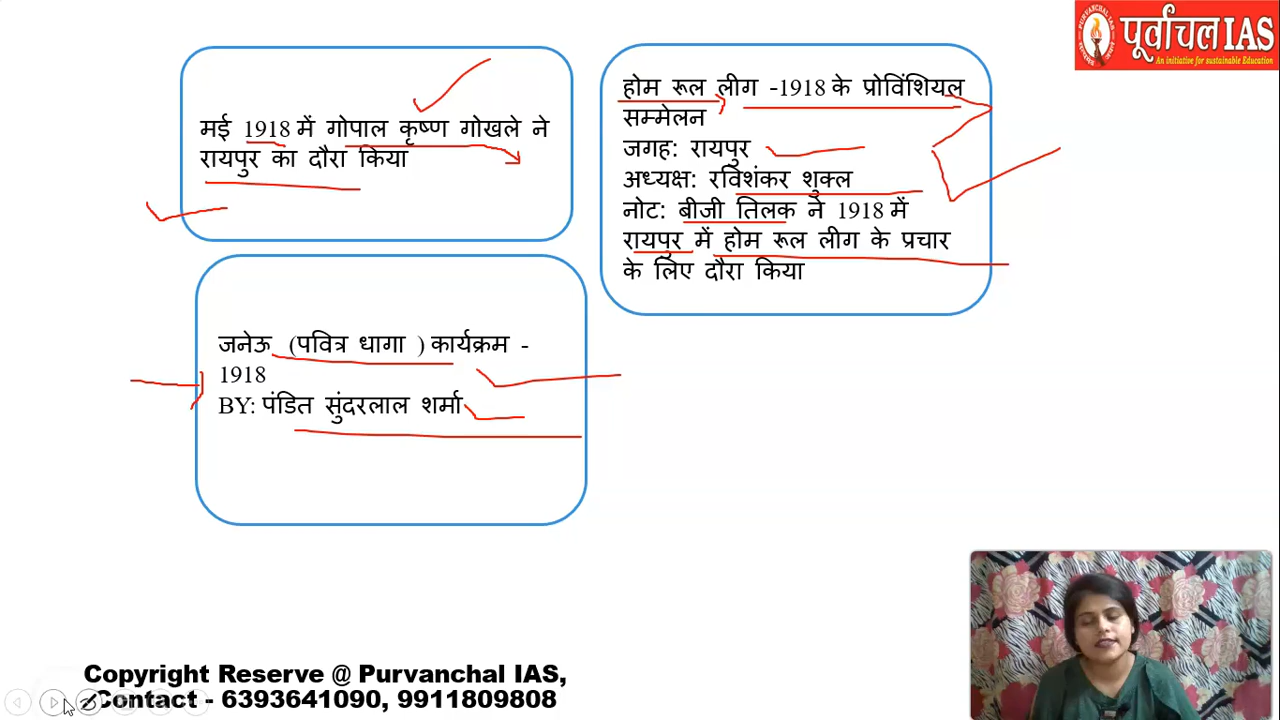 PURVANCHAL IAS
पूर्वांचल IAS
An initiative for sustainable Education
मई 1918 में गोपाल कृष्ण गोखले ने
रायपुर का दौरा किया
होम रूल लीग -1918 के प्रोविंशियल
सम्मेलन
जगह: रायपुर
अध्यक्ष: रविशंकर शुक्ल
नोट: बीजी तिलक ने 1918 में
रायपुर में होम रूल लीग के प्रचार
के लिए दौरा किया
जनेऊ (पवित्र धागा ) कार्यक्रम -
1918
BY: पंडित सुंदरलाल शर्मा
Copyright Reserve @ Purvanchal IAS,
Contact - 6393641090, 9911809808